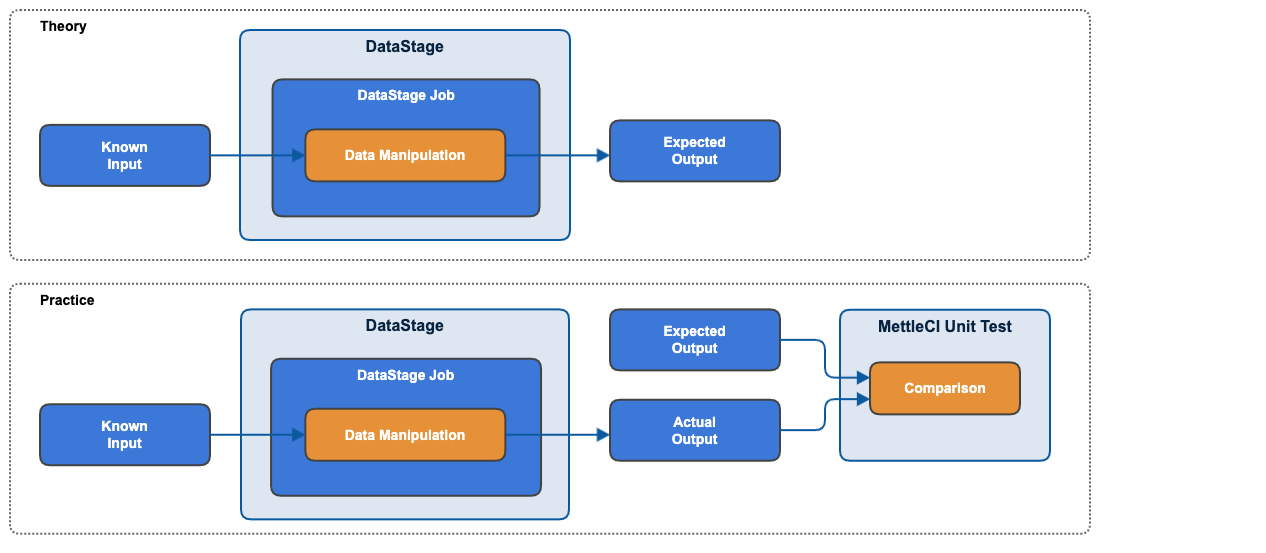 Theory
DataStage
DataStage Job
Known
Input
Data Manipulation
Expected
Output
Practice
DataStage
DataStage Job
Known
Input
Data Manipulation
Expected
Output
Actual
Output
MettleCI Unit Test
Comparison